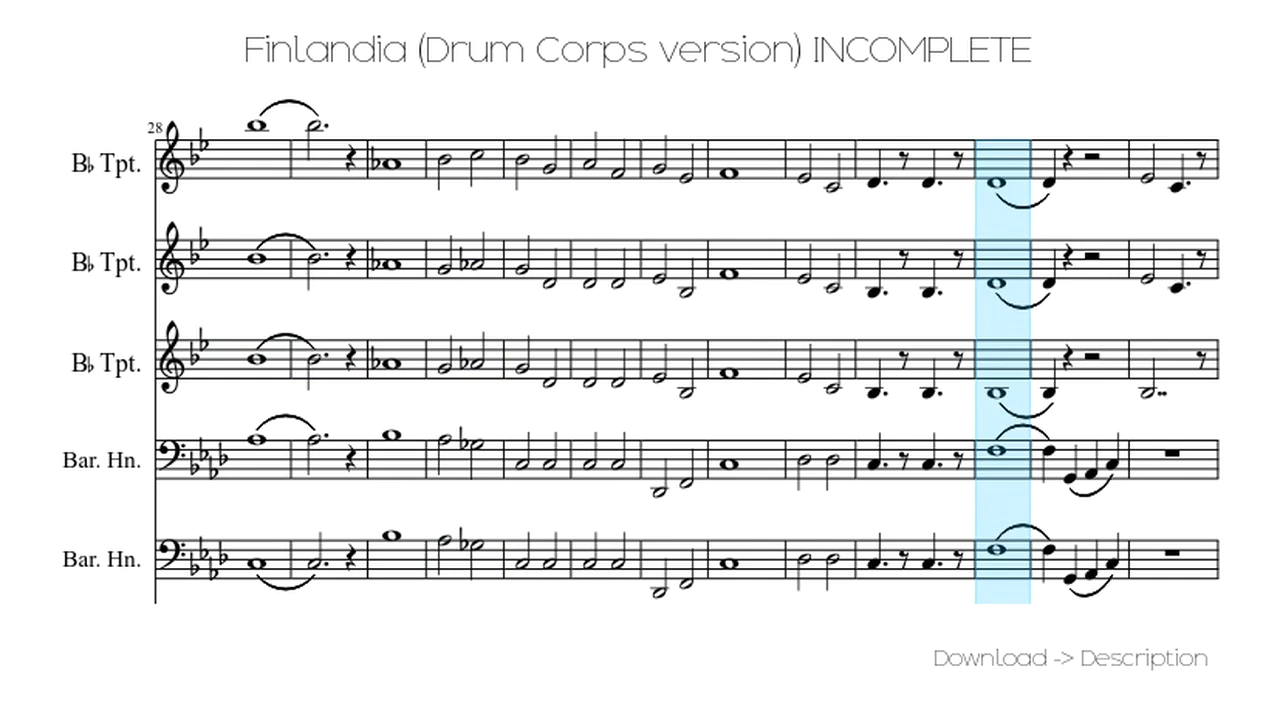 Finlandia (Drum Corps version) INCOMPLETE
28
B♭ Tpt.
B♭ Tpt.
B♭ Tpt.
Bar. Hn.
Bar. Hn.
Download -> Description